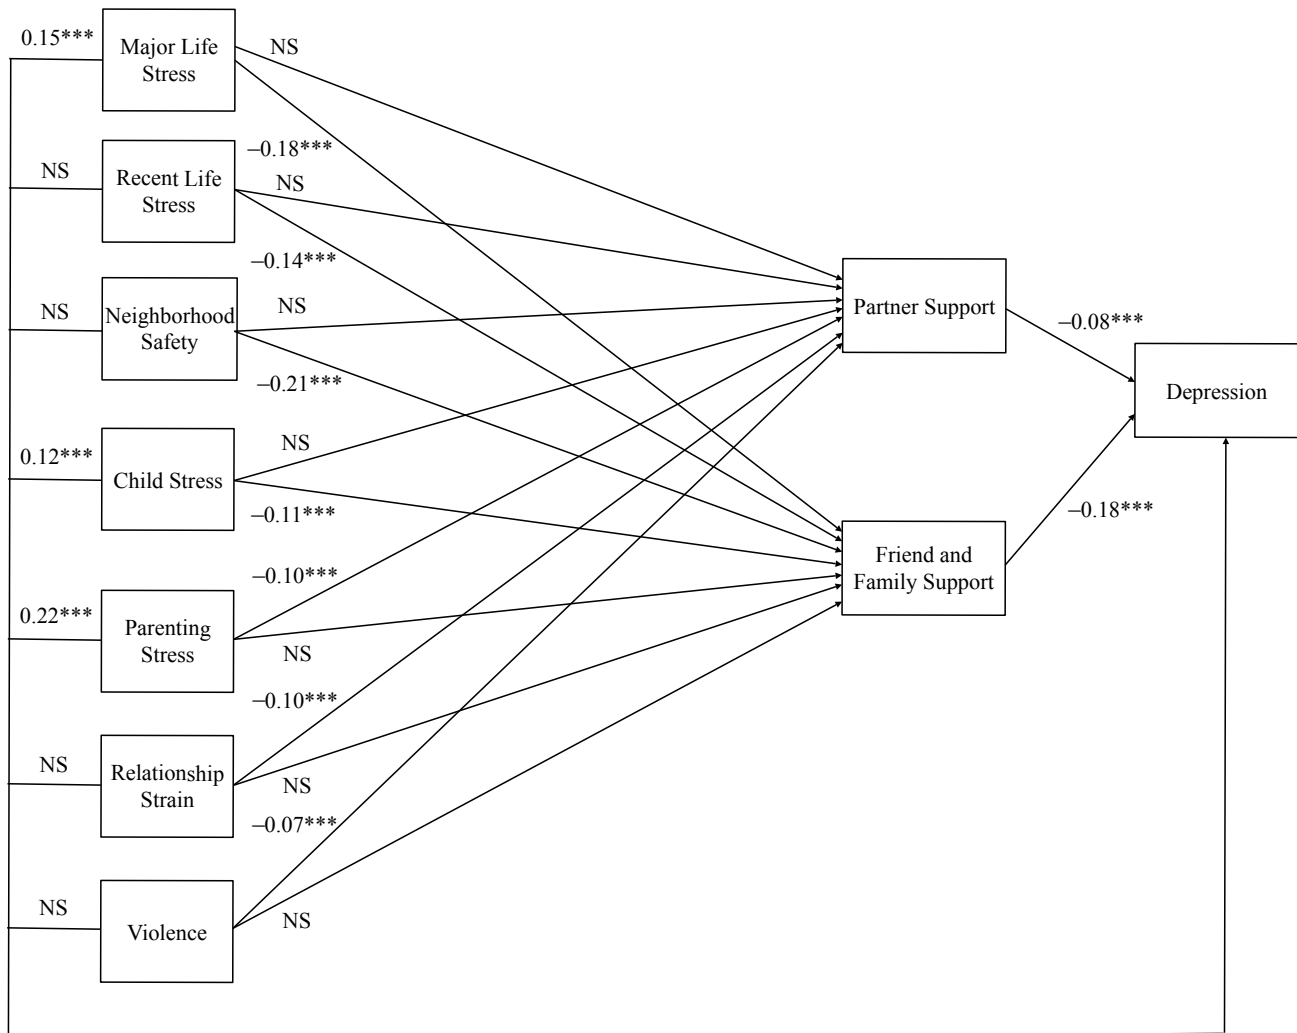 0.15***
Major Life
Stress
NS
–0.18***
NS
Recent Life
Stress
NS
–0.14***
NS
Neighborhood
Safety
NS
–0.21***
Partner Support
–0.08***
Depression
0.12***
Child Stress
NS
–0.11***
–0.18***
Friend and
Family Support
0.22***
Parenting
Stress
–0.10***
NS
–0.10***
NS
Relationship
Strain
NS
–0.07***
NS
Violence
NS